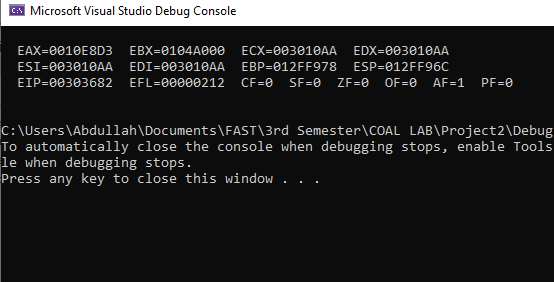 Microsoft Visual Studio Debug Console
EAX=0010E8D3 EBX=0104A000 ECX=003010AA EDX=003010AA
ESI=003010AA EDI=003010AA EBP=012FF978 ESP=012FF96C
EIP=00303682 EFL=00000212 CF=0 SF=0 ZF=0 OF=0 AF=1 PF=0
C:\Users\Abdullah\Documents\FAST\3rd Semester\COAL LAB\Project2\Debug
To automatically close the console when debugging stops, enable Tools
le when debugging stops.
Press any key to close this window . . .